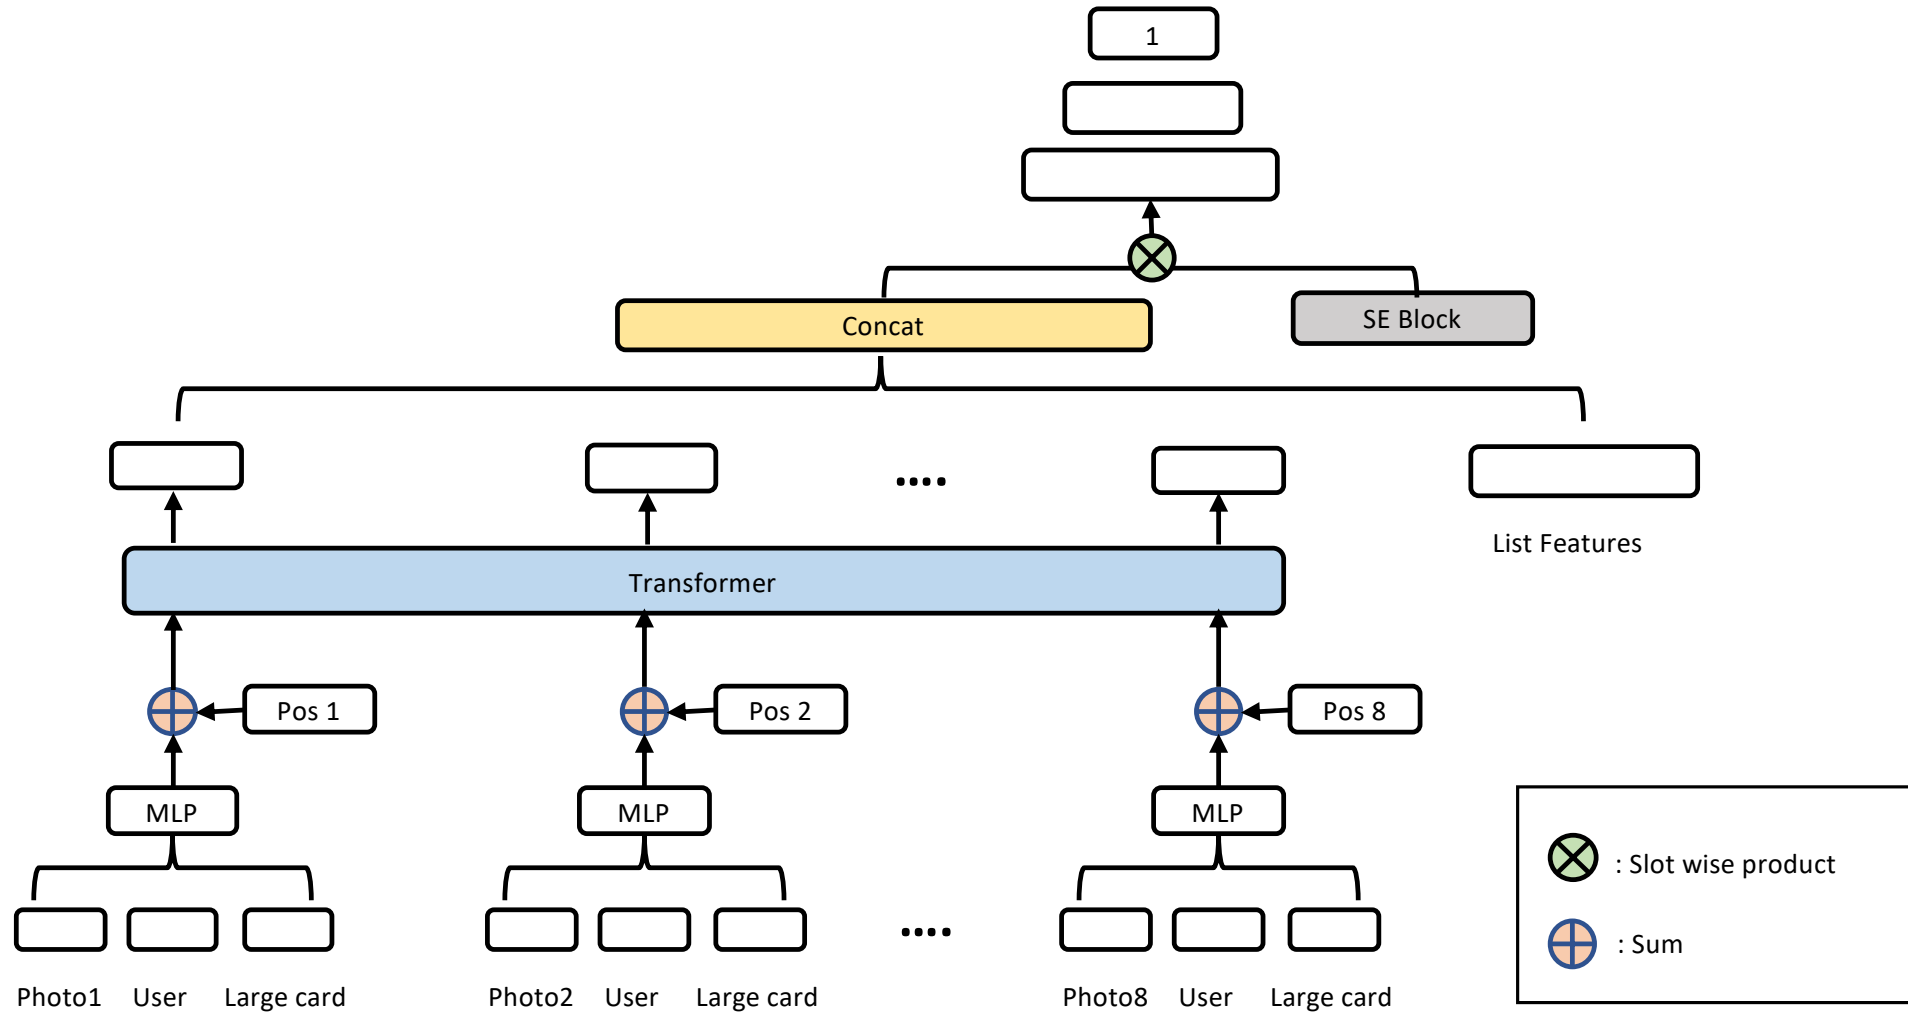 1
Concat
SE Block
....
List Features
Transformer
Pos 1
Pos 2
Pos 8
MLP
MLP
MLP
: Slot wise product
....
: Sum
Photo1 User Large card
Photo2 User Large card
Photo8 User Large card